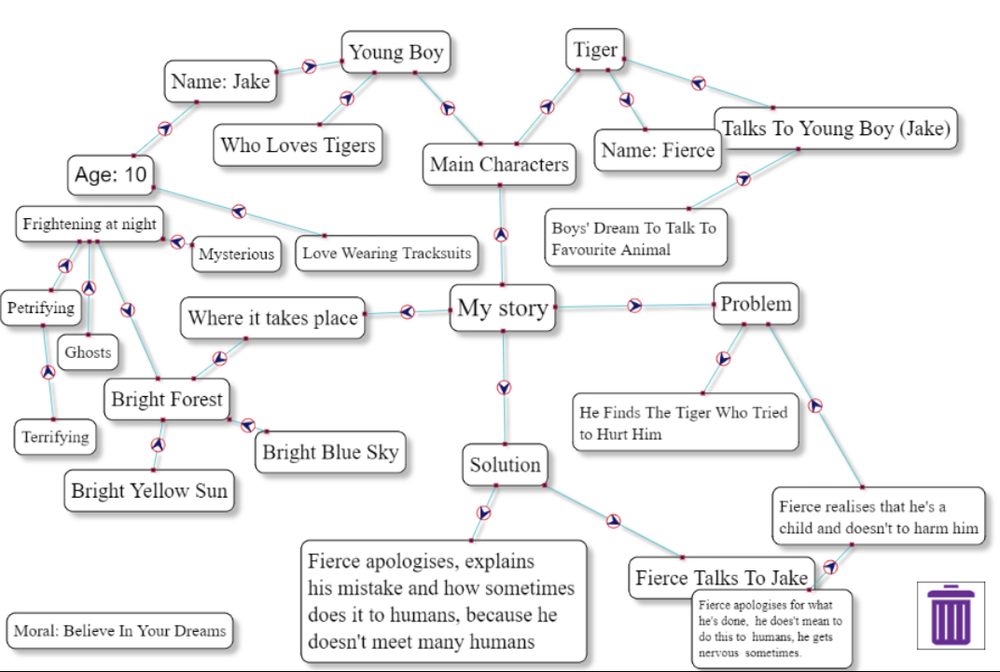 Young Boy
Tiger
Name: Jake
Who Loves Tigers
Main Characters
Name: Fierce
Talks To Young Boy (Jake)
Age: 10
Frightening at night
Mysterious
Love Wearing Tracksuits
Boys' Dream To Talk To
Favourite Animal
Petrifying
Ghosts
Where it takes place
My story
Problem
Bright Forest
Terrifying
Bright Blue Sky
Bright Yellow Sun
He Finds The Tiger Who Tried
to Hurt Him
Solution
Fierce realises that he's a
child and doesn't to harm him
Fierce apologises, explains
his mistake and how sometimes
does it to humans, because he
doesn't meet many humans
Fierce Talks To Jake
Fierce apologises for what
he's done, he does't mean to
do this to humans, he gets
nervous sometimes.
Moral: Believe In Your Dreams